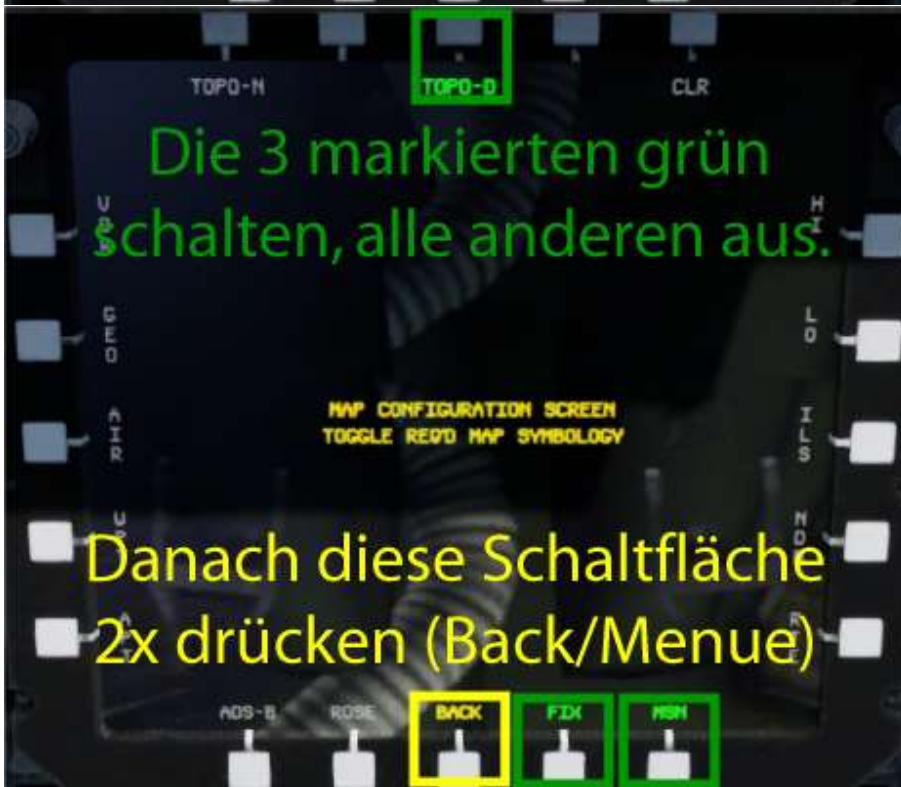 TOPO-N TOPO-D CLR
Die 3 markierten grün
schalten, alle anderen aus.
GEO
LO
AIR
ILS
MAP CONFIGURATION SCREEN
TOGGLE REQ'D MAP SYMBOLOGY
Danach diese Schaltfläche
2x drücken (Back/Menue)
ADS-B ROSE BACK FIX MSN